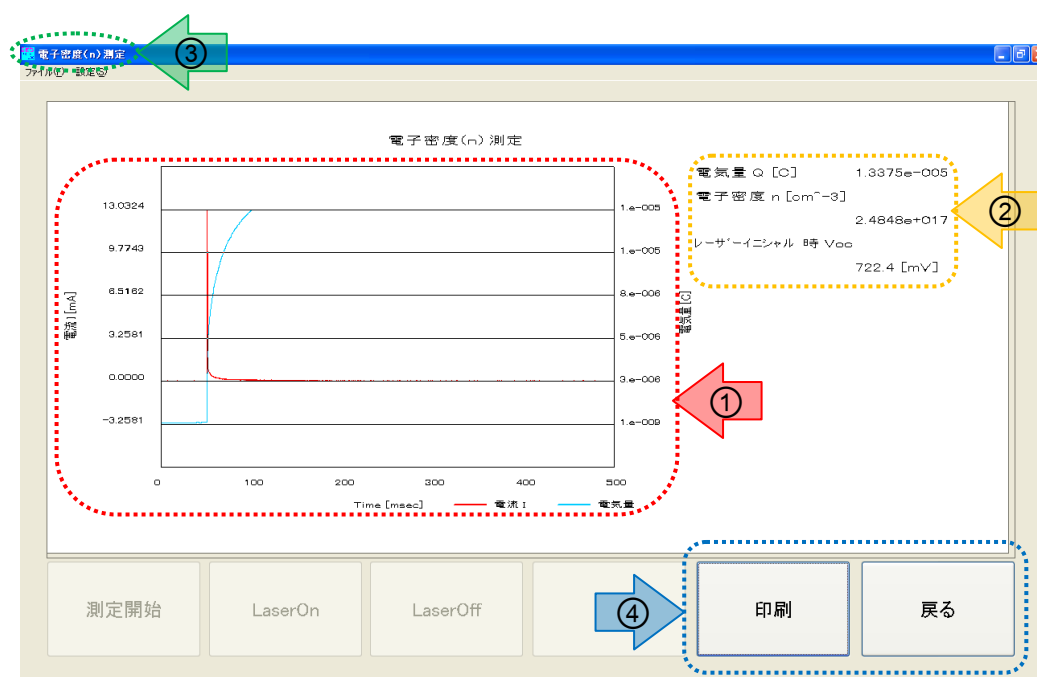 電子密度(n)測定
③
ファイル(F) 設定(S)
電子密度(n)測定
電気量 Q [C] 1.3375e-005
電子密度 n [cm^-3]
2.4848e+017
レーザーイニシャル 時 Voc
722.4 [mV]
②
13.0324
9.7743
6.5162
3.2581
0.0000
-3.2581
電流I[mA]
1.e-005
1.e-005
8.e-006
5.e-006
3.e-006
1.e-009
電気量[C]
①
0 100 200 300 400 500
Time [msec] 電流 I 電気量
測定開始
LaserOn
LaserOff
④
印刷
戻る